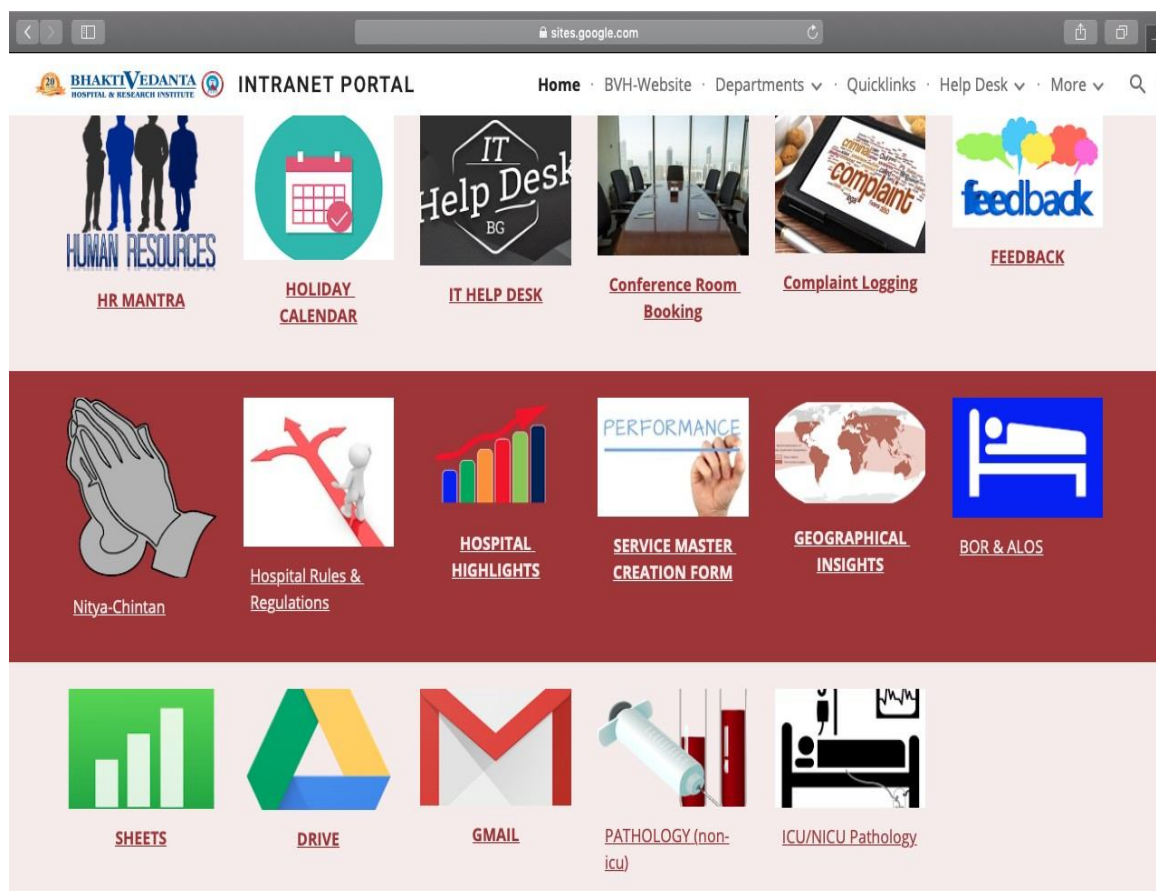 sites.google.com
20 BHAKTIVEDANTA
HOSPITAL & RESEARCH INSTITUTE
INTRANET PORTAL
Home · BVH-Website · Departments · Quicklinks · Help Desk · More
HUMAN RESOURCES
IT
Help Desk
BG
criminal
complaint
legal
feedback
HR MANTRA
HOLIDAY
CALENDAR
IT HELP DESK
Conference Room
Booking
Complaint Logging
FEEDBACK
PERFORMANCE
Nitya-Chintan
Hospital Rules &
Regulations
HOSPITAL
HIGHLIGHTS
SERVICE MASTER
CREATION FORM
GEOGRAPHICAL
INSIGHTS
BOR & ALOS
SHEETS
DRIVE
GMAIL
PATHOLOGY (non-
icu)
ICU/NICU Pathology